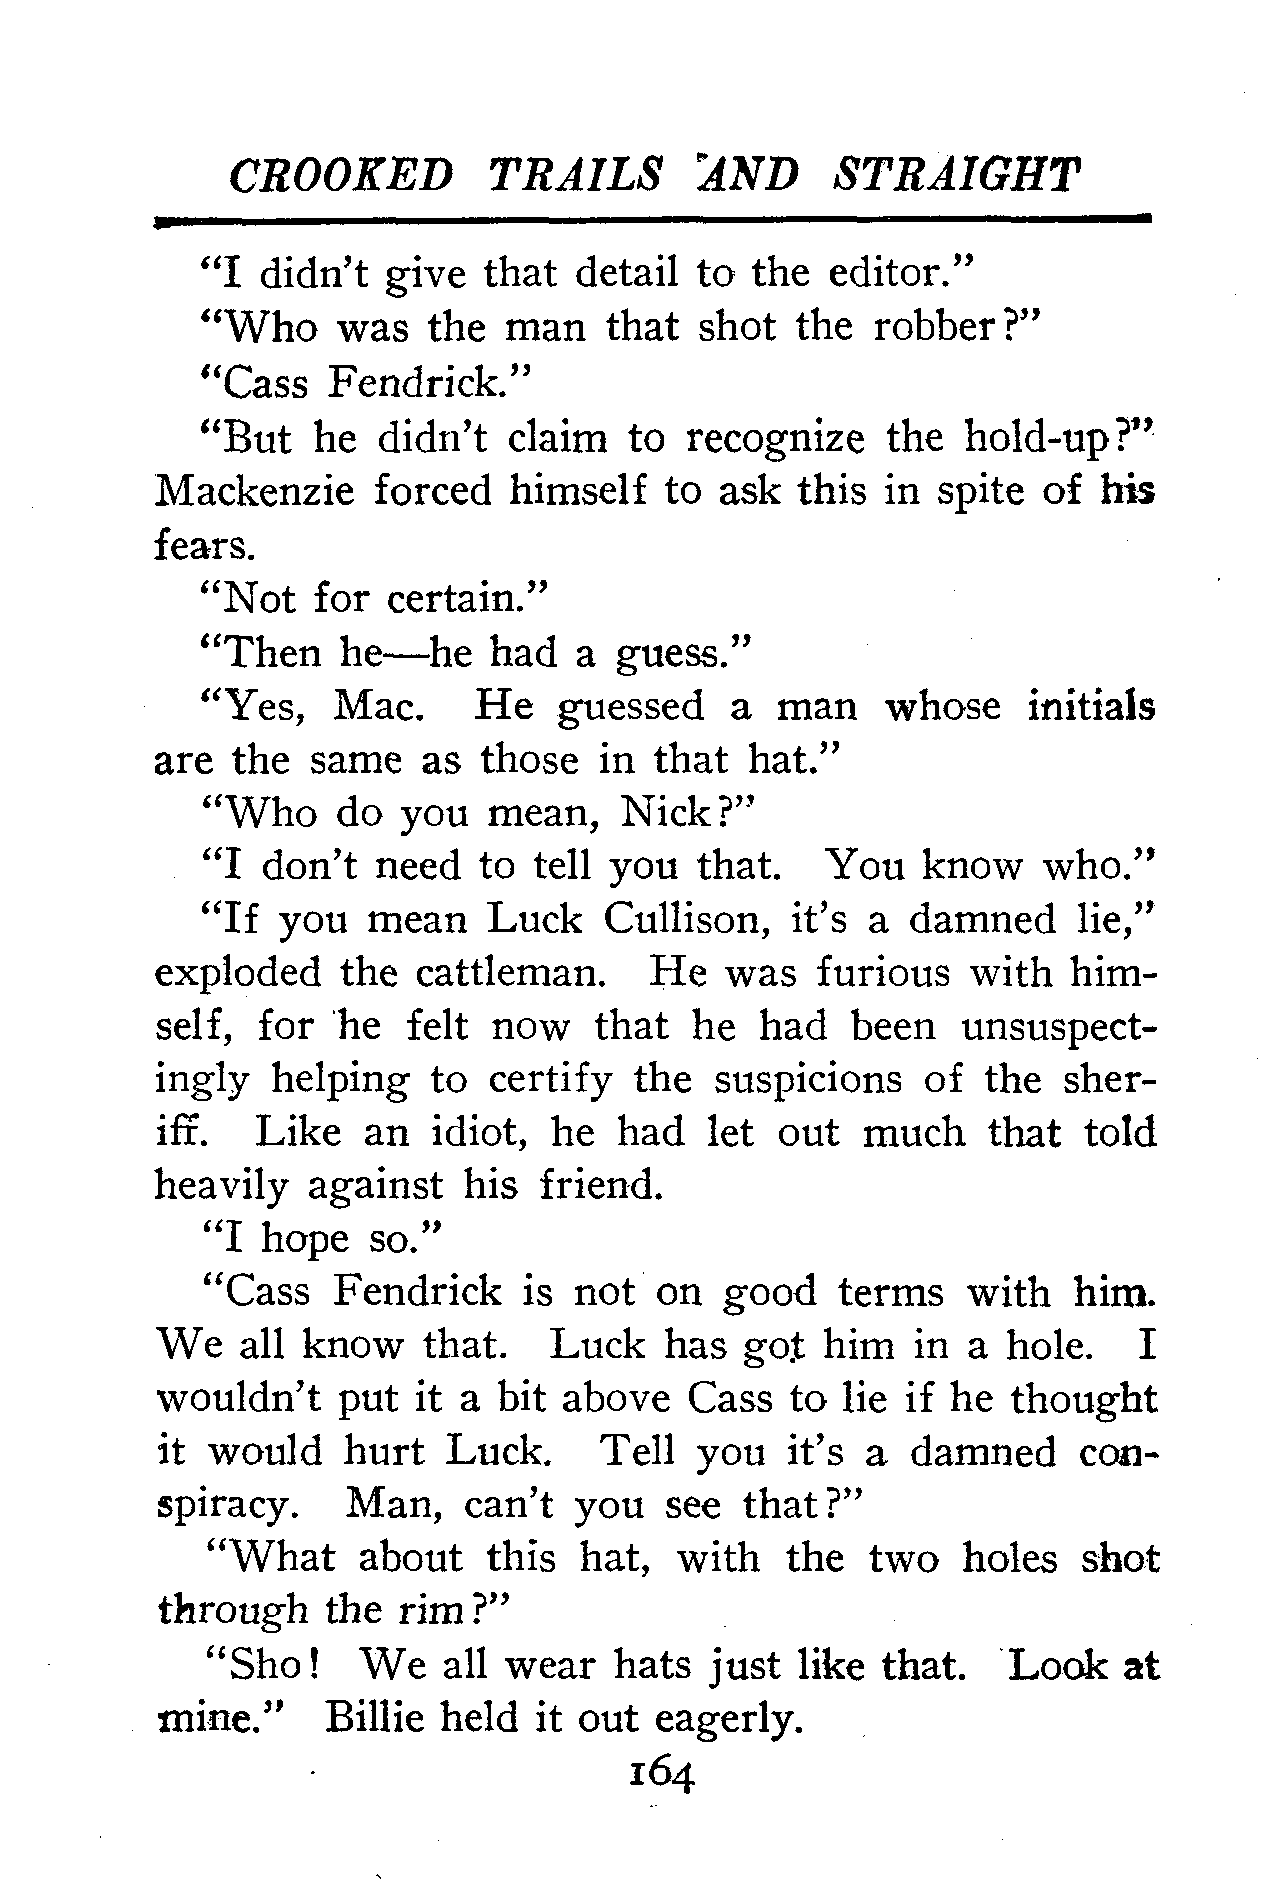 CROOKED TRAILS AND STRAIGHT
“I didn’t give that detail to the editor.”
“Who was the man that shot the robber?”
“Cass Fendrick.”
“But he didn’t claim to recognize the hold-up?”
Mackenzie forced himself to ask this in spite of his
fears.
“Not for certain.”
“Then he—he had a guess.”
“Yes, Mac. He guessed a man whose initials
are the same as those in that hat.”
“Who do you mean, Nick?”
“I don’t need to tell you that. You know who.”
“If you mean Luck Cullison, it’s a damned lie,”
exploded the cattleman. He was furious with him-
self, for he felt now that he had been unsuspect-
ingly helping to certify the suspicions of the sher-
iff. Like an idiot, he had let out much that told
heavily against his friend.
“I hope so.”
“Cass Fendrick is not on good terms with him.
We all know that. Luck has got him in a hole. I
wouldn’t put it a bit above Cass to lie if he thought
it would hurt Luck. Tell you it’s a damned con-
spiracy. Man, can’t you see that?”
“What about this hat, with the two holes shot
through the rim?”
“Sho! We all wear hats just like that. Look at
mine.” Billie held it out eagerly.
164